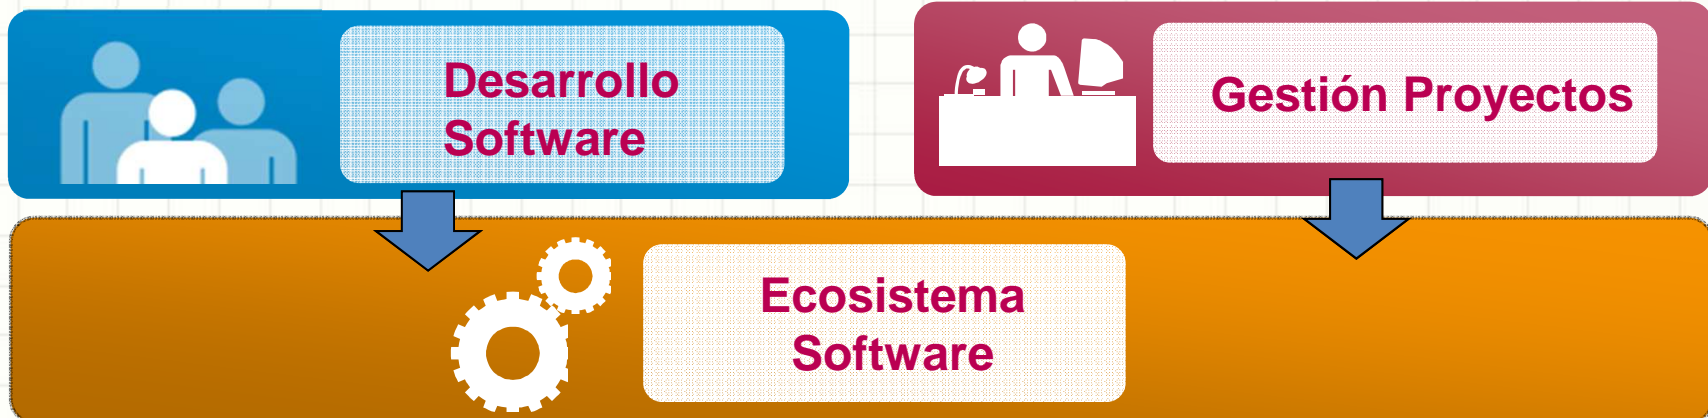 Desarrollo
Software
Gestión Proyectos
Ecosistema
Software